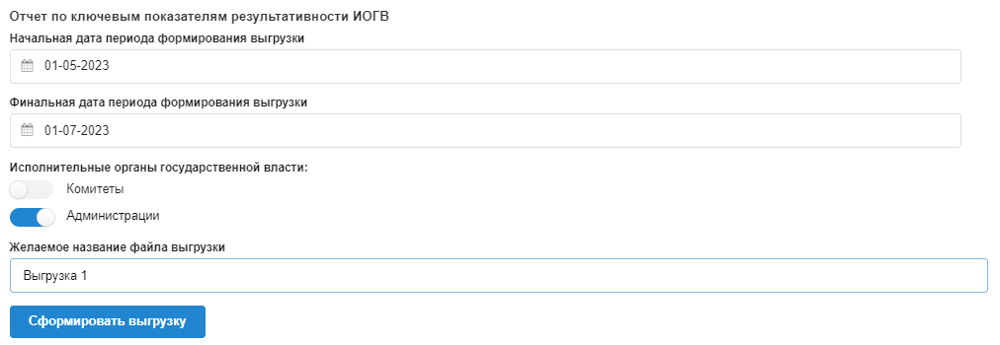 Отчет по ключевым показателям результативности ИОГВ
Начальная дата периода формирования выгрузки
01-05-2023
Финальная дата периода формирования выгрузки
01-07-2023
Исполнительные органы государственной власти:
Комитеты
Администрации
Желаемое название файла выгрузки
Выгрузка 1
Сформировать выгрузку